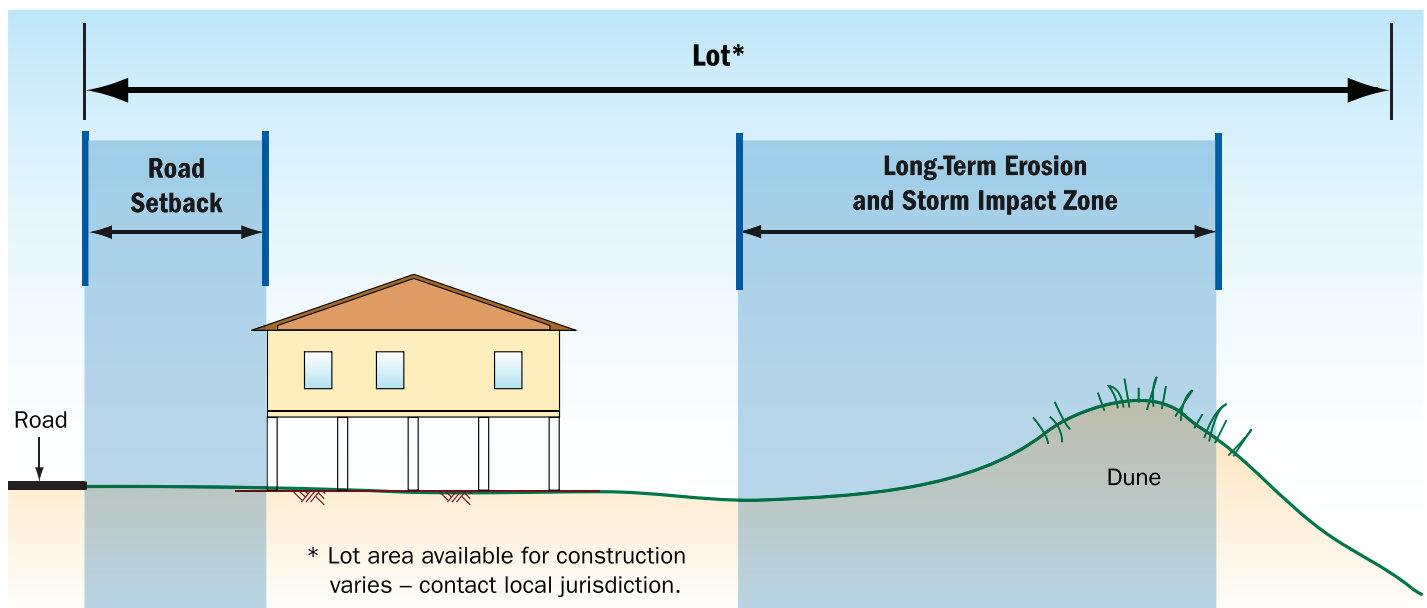 Lot*
Road
Setback
Long-Term Erosion
and Storm Impact Zone
Road
Dune
* Lot area available for construction
varies – contact local jurisdiction.